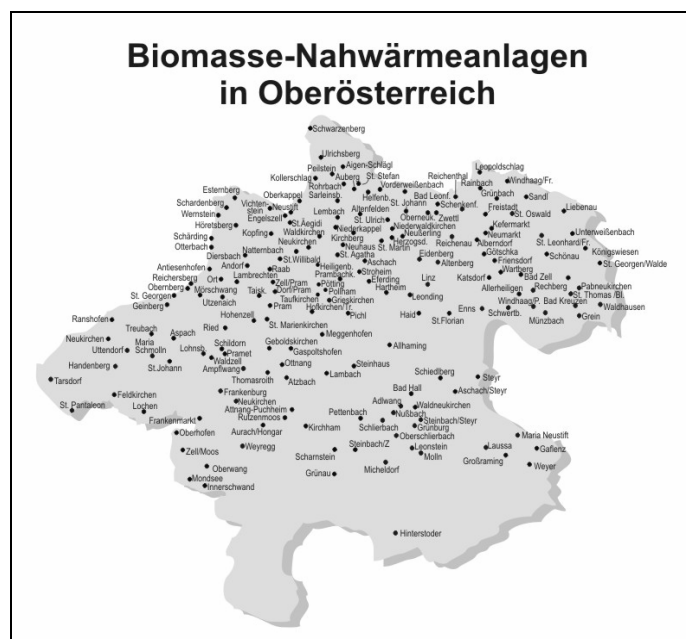 Biomasse-Nahwärmeanlagen
in Oberösterreich
Schwarzenberg
Ulrichsberg
Aigen-Schlägl
Peilstein
St. Stefan
Kollerschlag
Auberg
Rohrbach
Vorderweißenbach
Leopoldschlag
Reichenthal
Windhaag/Fr.
Rainbach
Esternberg
Oberkappel
Sarleinsb.
Helfenb.
Bad Leonf.
Grünbach
Sandl
Schardenberg
Vichten-
stein
Neustift
Altenfelden
St. Johann
Schenkenf.
Freistadt
Liebenau
Wernstein
Engelszell
Lembach
St. Ulrich
Oberneuk.
Zwettl
St. Oswald
Höretsberg
St.Aegidi
Niederkappel
Niederwaldkirchen
Kefermarkt
Kopfing
Waldkirchen
Kirchberg
Neußerling
Neumarkt
Unterweißenbach
Schärding
Neukirchen
Herzogsd.
Reichenau
Alberndorf
St. Leonhard/Fr.
Otterbach
Natternbach
Neuhaus
St. Martin
Götschka
Königswiesen
Diersbach
St.Willibald
St. Agatha
Aschach
Eidenberg
Altenberg
Friensdorf
Schönau
St. Georgen/Walde
Antiesenhofen
Andorf
Raab
Heiligenb.
Stroheim
Wartberg
Reichersberg
Ort
Lambrechten
Prambachk.
Eferding
Linz
Katsdorf
Bad Zell
Obernberg
Mörschwang
Zell/Pram
Pötting
Hartheim
Allerheiligen
Rechberg
Pabneukirchen
St. Georgen
Taisk.
Dorf/Pram
Pollham
Leonding
St. Thomas /Bl.
Geinberg
Utzenaich
Taufkirchen
Grieskirchen
Windhaag/P.
Bad Kreuzen
Waldhausen
Pram
Hofkirchen/Tr.
Haid
Enns
Schwertb.
Münzbach
Grein
Ranshofen
Hohenzell
Pichl
St.Florian
Treubach
Ried
St. Marienkirchen
Neukirchen
Maria
Schmolln
Aspach
Meggenhofen
Uttendorf
Schildorn
Geboldskirchen
Allhaming
Lohnsb.
Pramet
Gaspoltshofen
Handenberg
St.Johann
Waldzell
Ottnang
Steinhaus
Ampflwang
Lambach
Schiedlberg
Steyr
Tarsdorf
Thomasroith
Atzbach
Bad Hall
Feldkirchen
Frankenburg
Aschach/Steyr
St. Pantaleon
Lochen
Neukirchen
Adlwang
Waldneukirchen
Attnang-Puchheim
Pettenbach
Nußbach
Frankenmarkt
Rutzenmoos
Steinbach/Steyr
Aurach/Hongar
Kirchham
Schlierbach
Grünburg
Oberhofen
Oberschlierbach
Maria Neustift
Zell/Moos
Weyregg
Steinbach/Z
Leonstein
Laussa
Gaflenz
Scharnstein
Molln
Oberwang
Micheldorf
Großraming
Weyer
Mondsee
Grünau
Innerschwand
Hinterstoder